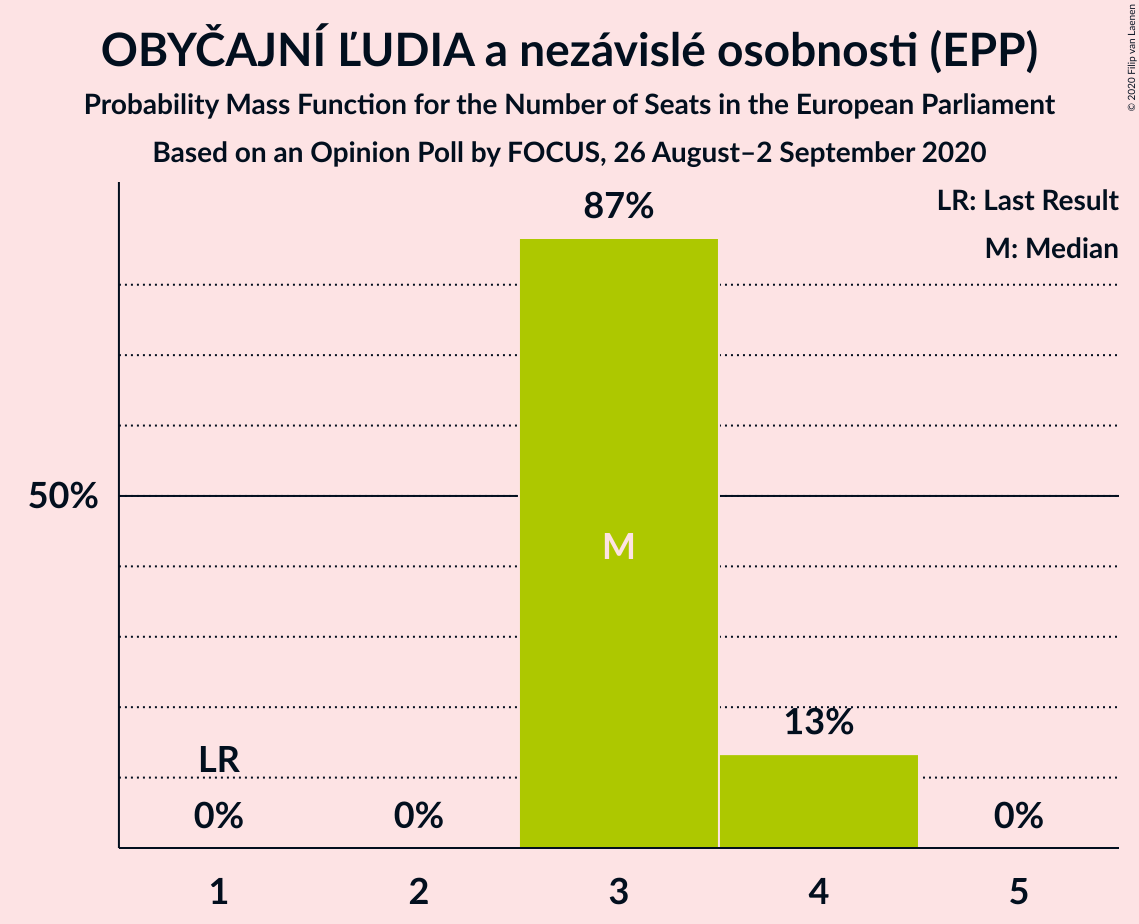 OBYČAJNÍ ĽUDIA a nezávislé osobnosti (EPP)
Probability Mass Function for the Number of Seats in the European Parliament
Based on an Opinion Poll by FOCUS, 26 August–2 September 2020
© 2020 Filip van Laenen
LR: Last Result
M: Median
87%
50%
M
13%
LR
0%
0%
0%
1
2
3
4
5